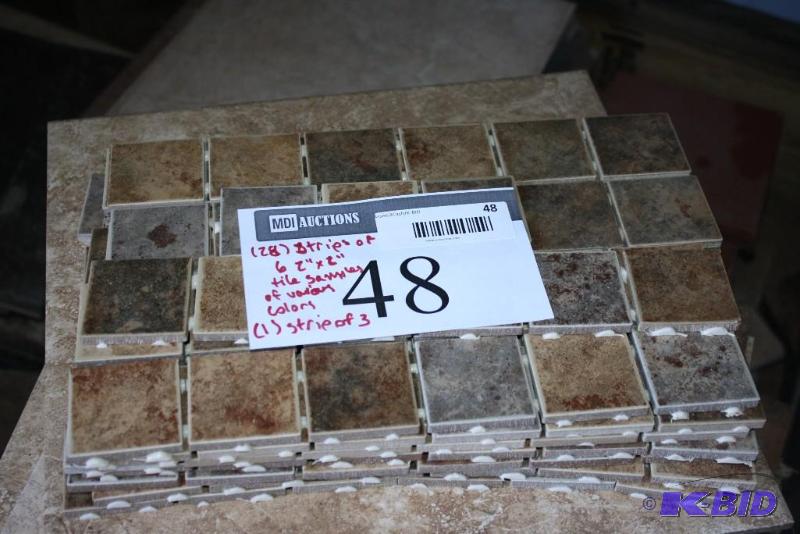 MDI AUCTIONS
48
(28) Strips of
6 2"x2"
tile samples
of various
colors
(1) strip of 3
48
© K-BID